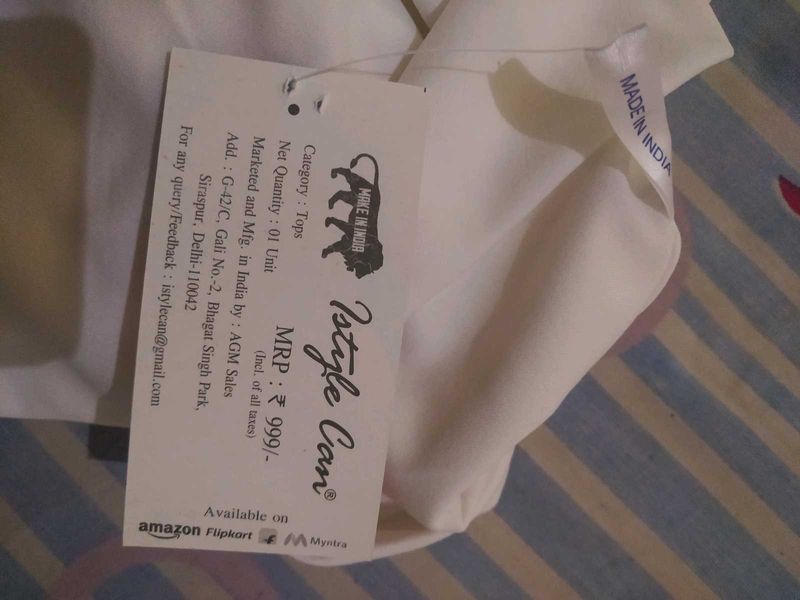 MAKE IN INDIA
Istyle Can®
Category : Tops
Net Quantity : 01 Unit
MRP : ₹ 999/-
(Incl. of all taxes)
Marketed and Mfg. in India by : AGM Sales
Add. : G-42/C, Gali No.-2, Bhagat Singh Park,
Siraspur, Delhi-110042
For any query/Feedback : istylecan@gmail.com
Available on
amazon Flipkart f Myntra
MADE IN INDIA